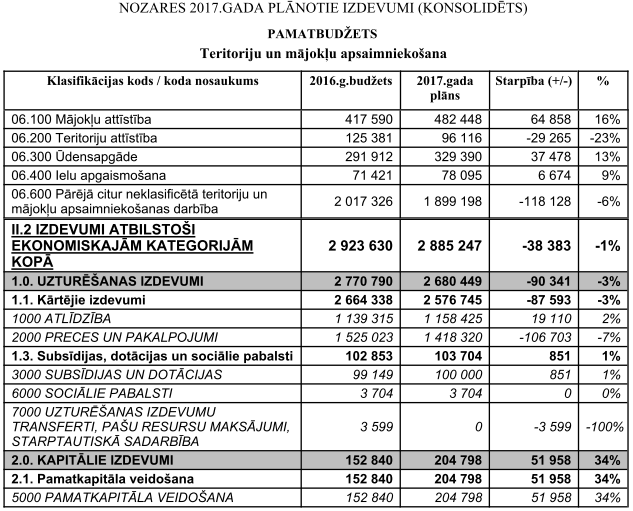 NOZARES 2017.GADA PLĀNOTIE IZDEVUMI (KONSOLIDĒTS)
PAMATBUDŽETS
Teritoriju un mājokļu apsaimniekošana
Klasifikācijas kods / koda nosaukums 2016.g.budžets 2017.gada plāns Starpība (+/-) %
06.100 Mājokļu attīstība 417 590 482 448 64 858 16%
06.200 Teritoriju attīstība 125 381 96 116 -29 265 -23%
06.300 Ūdensapgāde 291 912 329 390 37 478 13%
06.400 Ielu apgaismošana 71 421 78 095 6 674 9%
06.600 Pārējā citur neklasificētā teritoriju un
mājokļu apsaimniekošanas darbība 2 017 326 1 899 198 -118 128 -6%
II.2 IZDEVUMI ATBILSTOŠI
EKONOMISKAJĀM KATEGORIJĀM
KOPĀ 2 923 630 2 885 247 -38 383 -1%
1.0. UZTURĒŠANAS IZDEVUMI 2 770 790 2 680 449 -90 341 -3%
1.1. Kārtējie izdevumi 2 664 338 2 576 745 -87 593 -3%
1000 ATLĪDZĪBA 1 139 315 1 158 425 19 110 2%
2000 PRECES UN PAKALPOJUMI 1 525 023 1 418 320 -106 703 -7%
1.3. Subsīdijas, dotācijas un sociālie pabalsti 102 853 103 704 851 1%
3000 SUBSĪDIJAS UN DOTĀCIJAS 99 149 100 000 851 1%
6000 SOCIĀLIE PABALSTI 3 704 3 704 0 0%
7000 UZTURĒŠANAS IZDEVUMU
TRANSFERTI, PAŠU RESURSU MAKSĀJUMI,
STARPTAUTISKĀ SADARBĪBA 3 599 0 -3 599 -100%
2.0. KAPITĀLIE IZDEVUMI 152 840 204 798 51 958 34%
2.1. Pamatkapitāla veidošana 152 840 204 798 51 958 34%
5000 PAMATKAPITĀLA VEIDOŠANA 152 840 204 798 51 958 34%